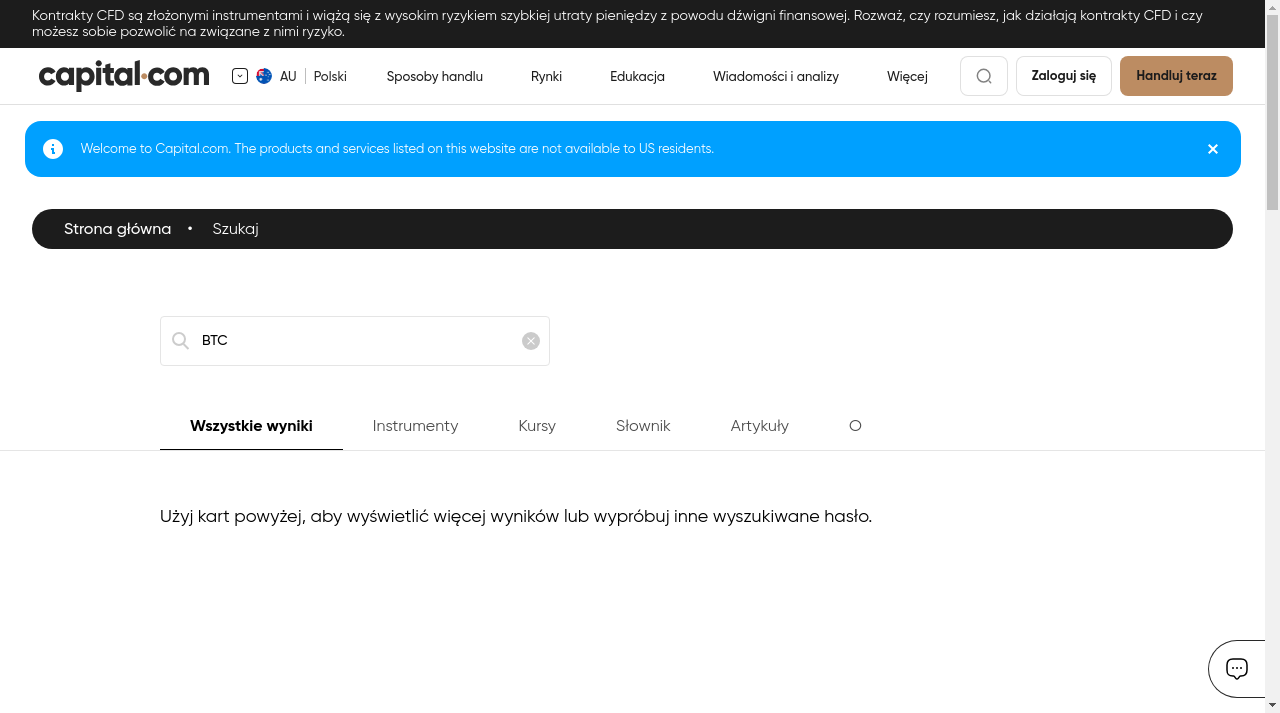 Kontrakty CFD są złożonymi instrumentami i wiążą się z wysokim ryzykiem szybkiej utraty pieniędzy z powodu dźwigni finansowej. Rozważ, czy rozumiesz, jak działają kontrakty CFD i czy
możesz sobie pozwolić na związane z nimi ryzyko.
capital.com AU Polski Sposoby handlu Rynki Edukacja Wiadomości i analizy Więcej Zaloguj się Handluj teraz
Welcome to Capital.com. The products and services listed on this website are not available to US residents.
Strona główna • Szukaj
BTC
Wszystkie wyniki Instrumenty Kursy Słownik Artykuły O
Użyj kart powyżej, aby wyświetlić więcej wyników lub wypróbuj inne wyszukiwane hasło.